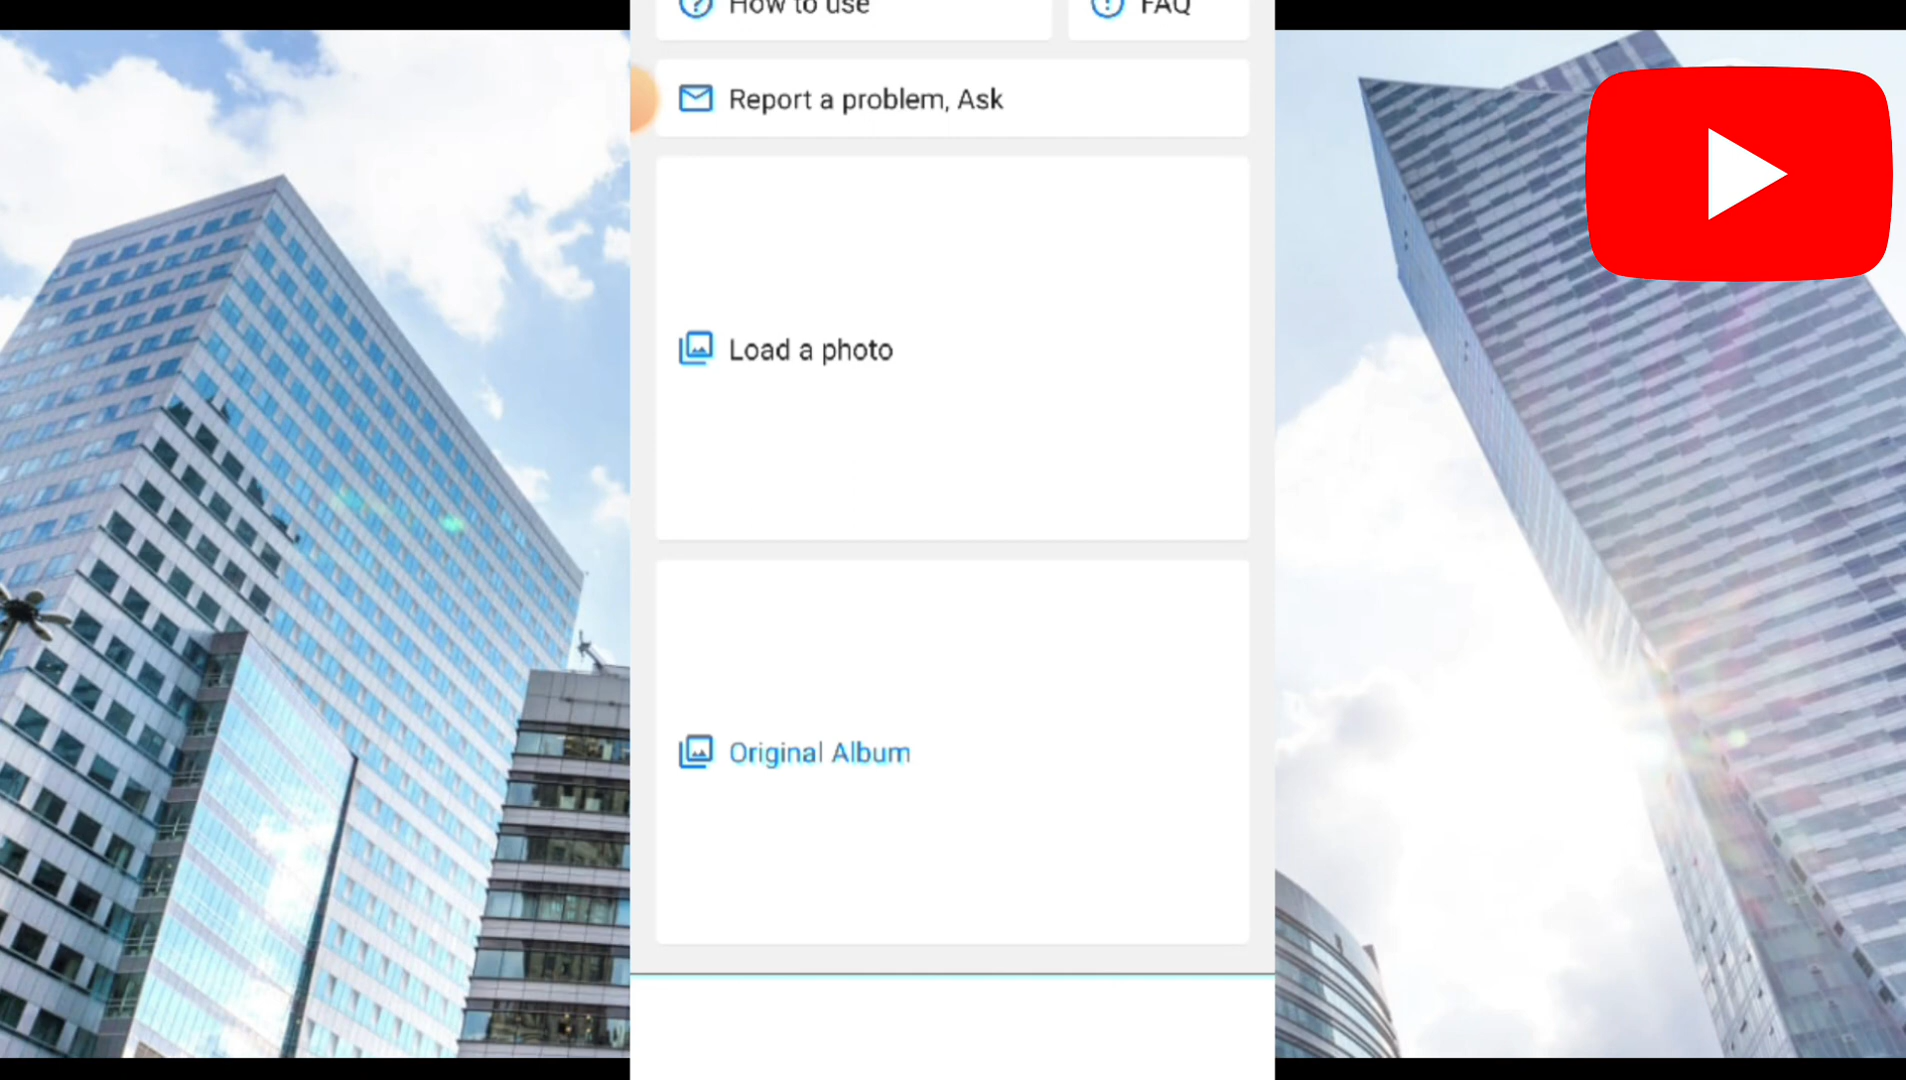 How to use
FAQ
Report a problem, Ask
Load a photo
Original Album